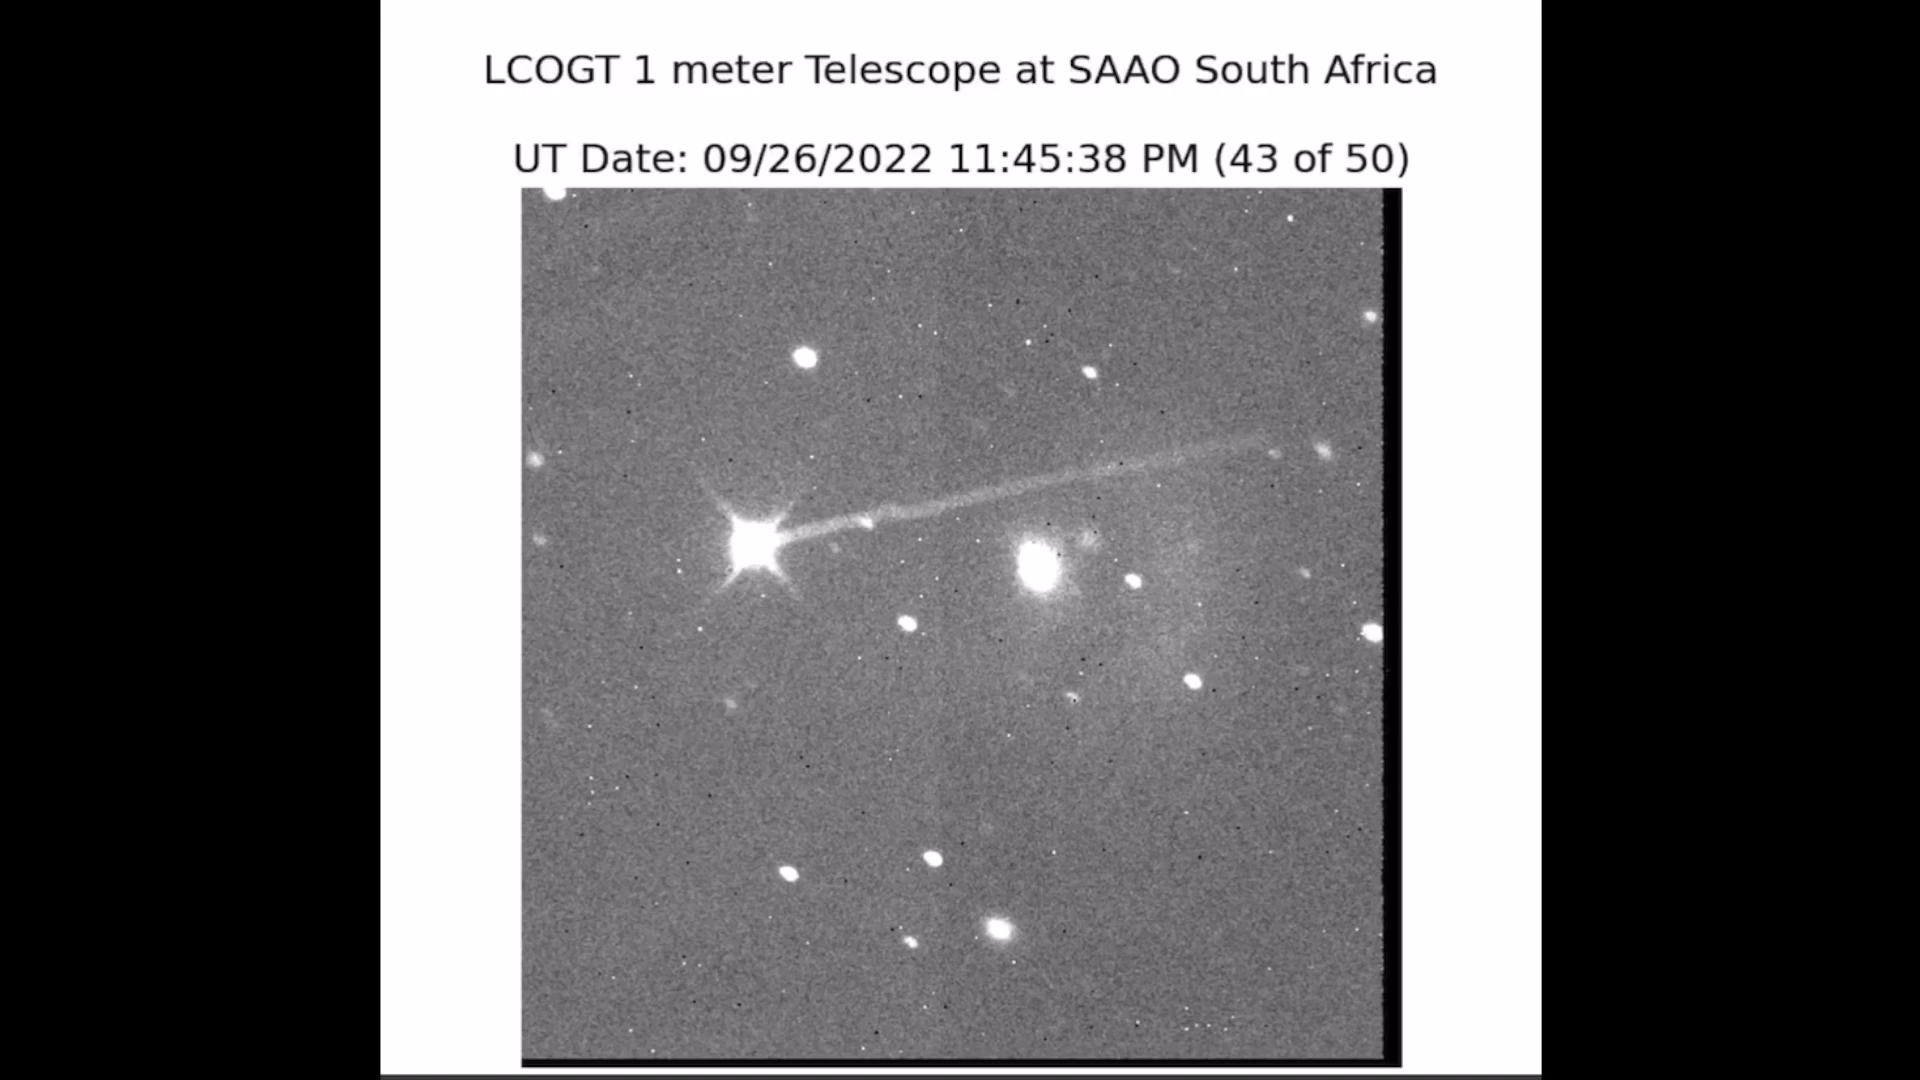 LCOGT 1 meter Telescope at SAAO South Africa
UT Date: 09/26/2022 11:45:38 PM (43 of 50)